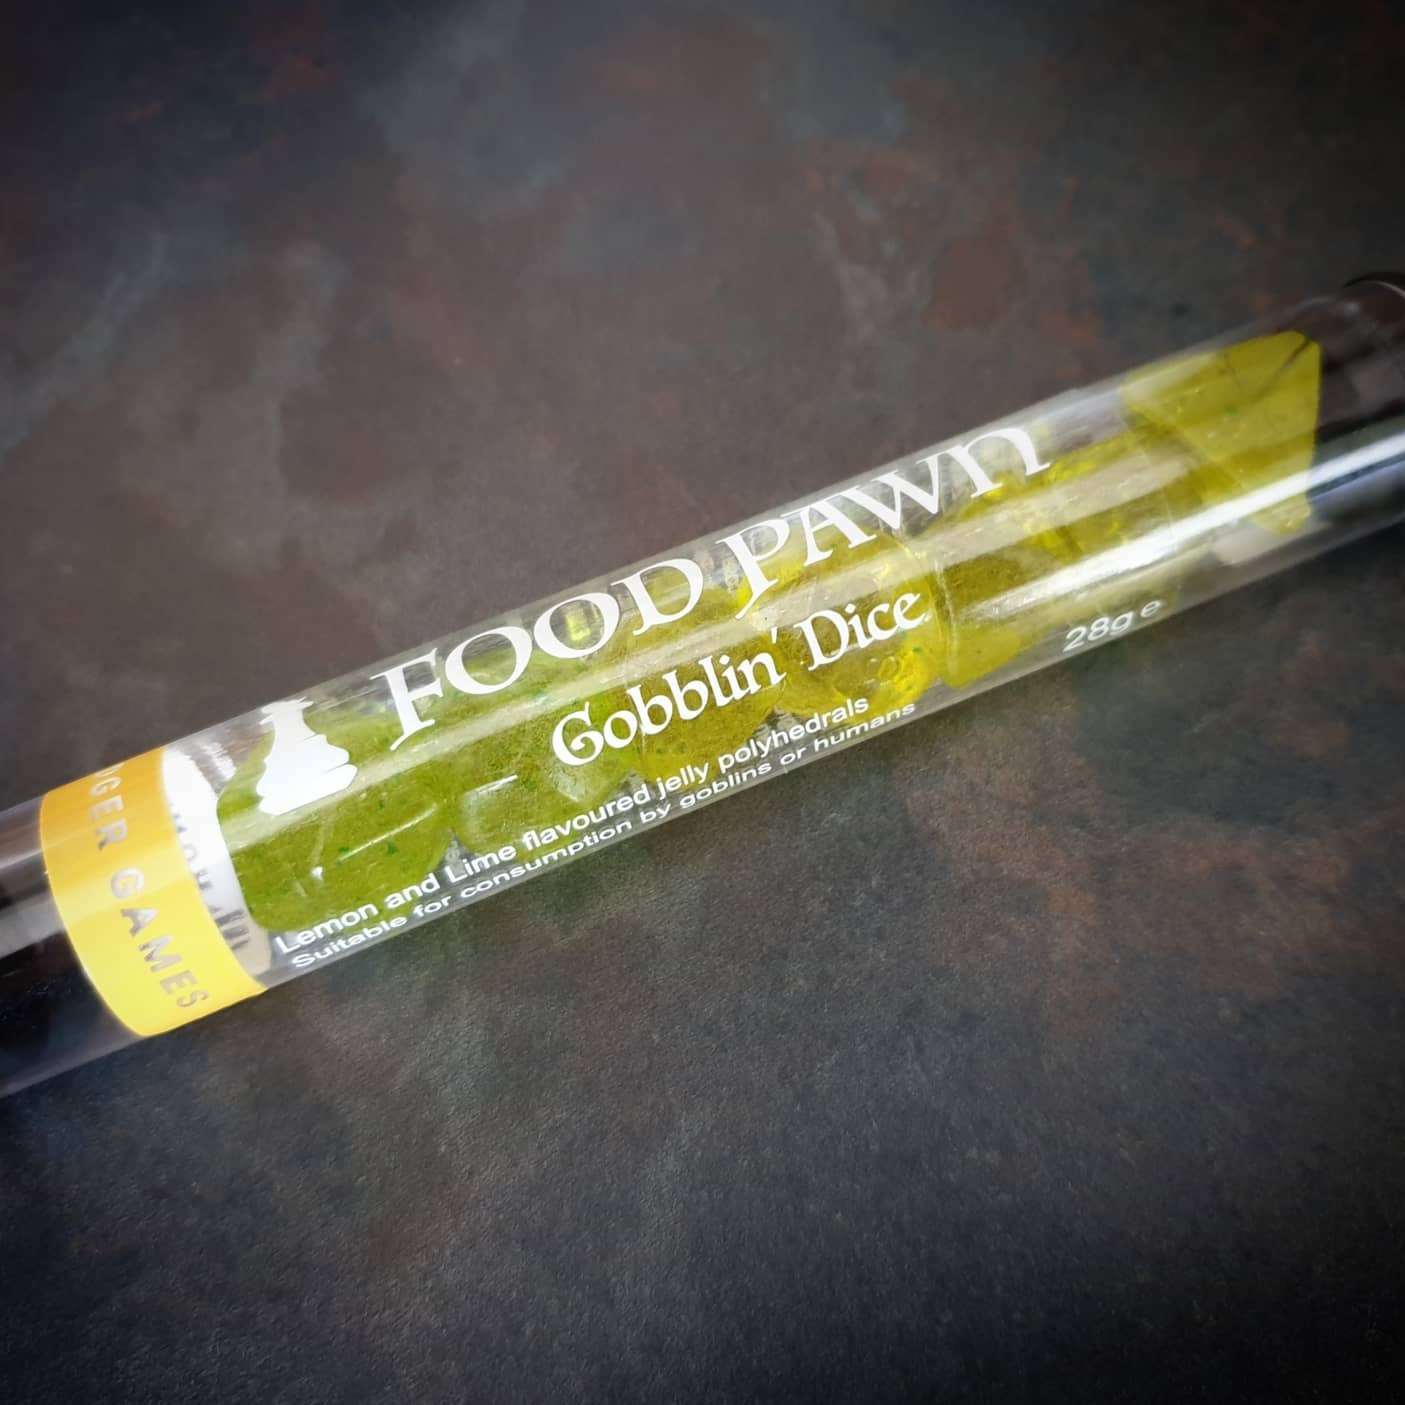 FOOD PAWN
Gobblin' Dice
Lemon and Lime flavoured jelly polyhedrals
Suitable for consumption by goblins or humans
28g e
GAMES